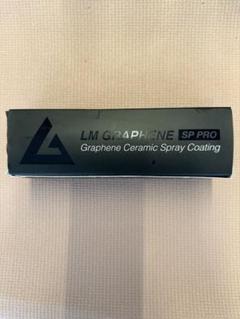 LM GRAPHENE SP PRO
Graphene Ceramic Spray Coating